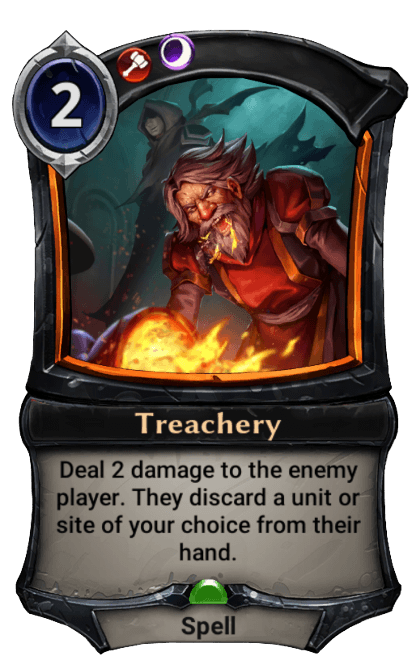 2
Treachery
Deal 2 damage to the enemy
player. They discard a unit or
site of your choice from their
hand.
Spell